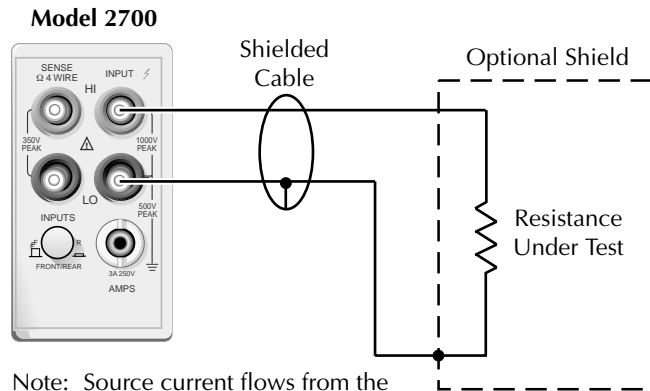 Model 2700
SENSE
Ω 4 WIRE
INPUT
HI
350V
PEAK
1000V
PEAK
LO
500V
PEAK
INPUTS
F
R
FRONT/REAR
3A 250V
AMPS
Shielded
Cable
Optional Shield
Resistance
Under Test
Note: Source current flows from the